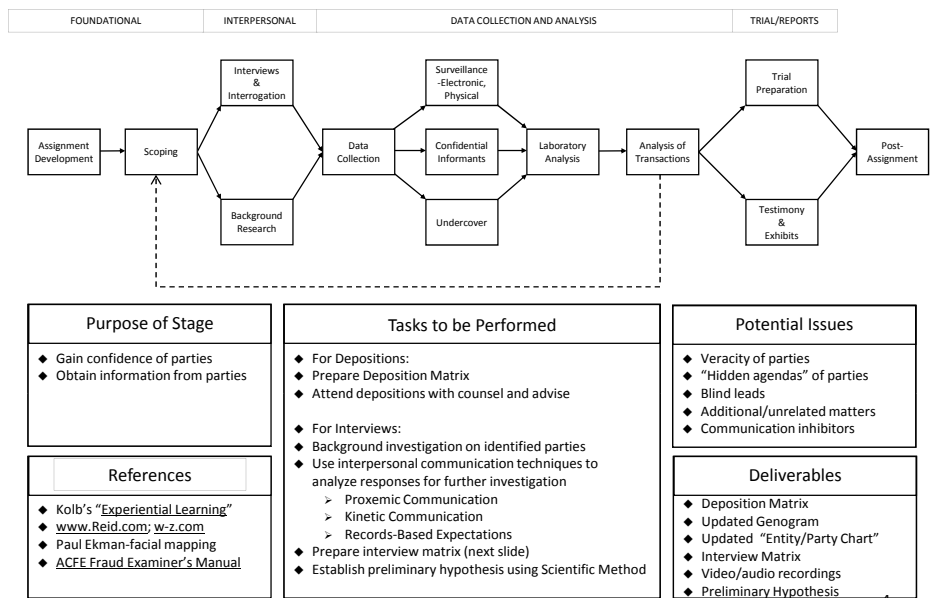 FOUNDATIONAL
INTERPERSONAL
DATA COLLECTION AND ANALYSIS
TRIAL/REPORTS
Assignment
Development
Scoping
Interviews
&
Interrogation
Background
Research
Data
Collection
Surveillance
-Electronic,
Physical
Confidential
Informants
Undercover
Laboratory
Analysis
Analysis of
Transactions
Trial
Preparation
Testimony
&
Exhibits
Post-
Assignment
Purpose of Stage
◆ Gain confidence of parties
◆ Obtain information from parties
References
◆ Kolb's “Experiential Learning”
◆ www.Reid.com; w-z.com
◆ Paul Ekman-facial mapping
◆ ACFE Fraud Examiner's Manual
Tasks to be Performed
◆ For Depositions:
◆ Prepare Deposition Matrix
◆ Attend depositions with counsel and advise
◆ For Interviews:
◆ Background investigation on identified parties
◆ Use interpersonal communication techniques to
analyze responses for further investigation
➢ Proxemic Communication
➢ Kinetic Communication
➢ Records-Based Expectations
◆ Prepare interview matrix (next slide)
◆ Establish preliminary hypothesis using Scientific Method
Potential Issues
◆ Veracity of parties
◆ “Hidden agendas” of parties
◆ Blind leads
◆ Additional/unrelated matters
◆ Communication inhibitors
Deliverables
◆ Deposition Matrix
◆ Updated Genogram
◆ Updated “Entity/Party Chart”
◆ Interview Matrix
◆ Video/audio recordings
◆ Preliminary Hypothesis